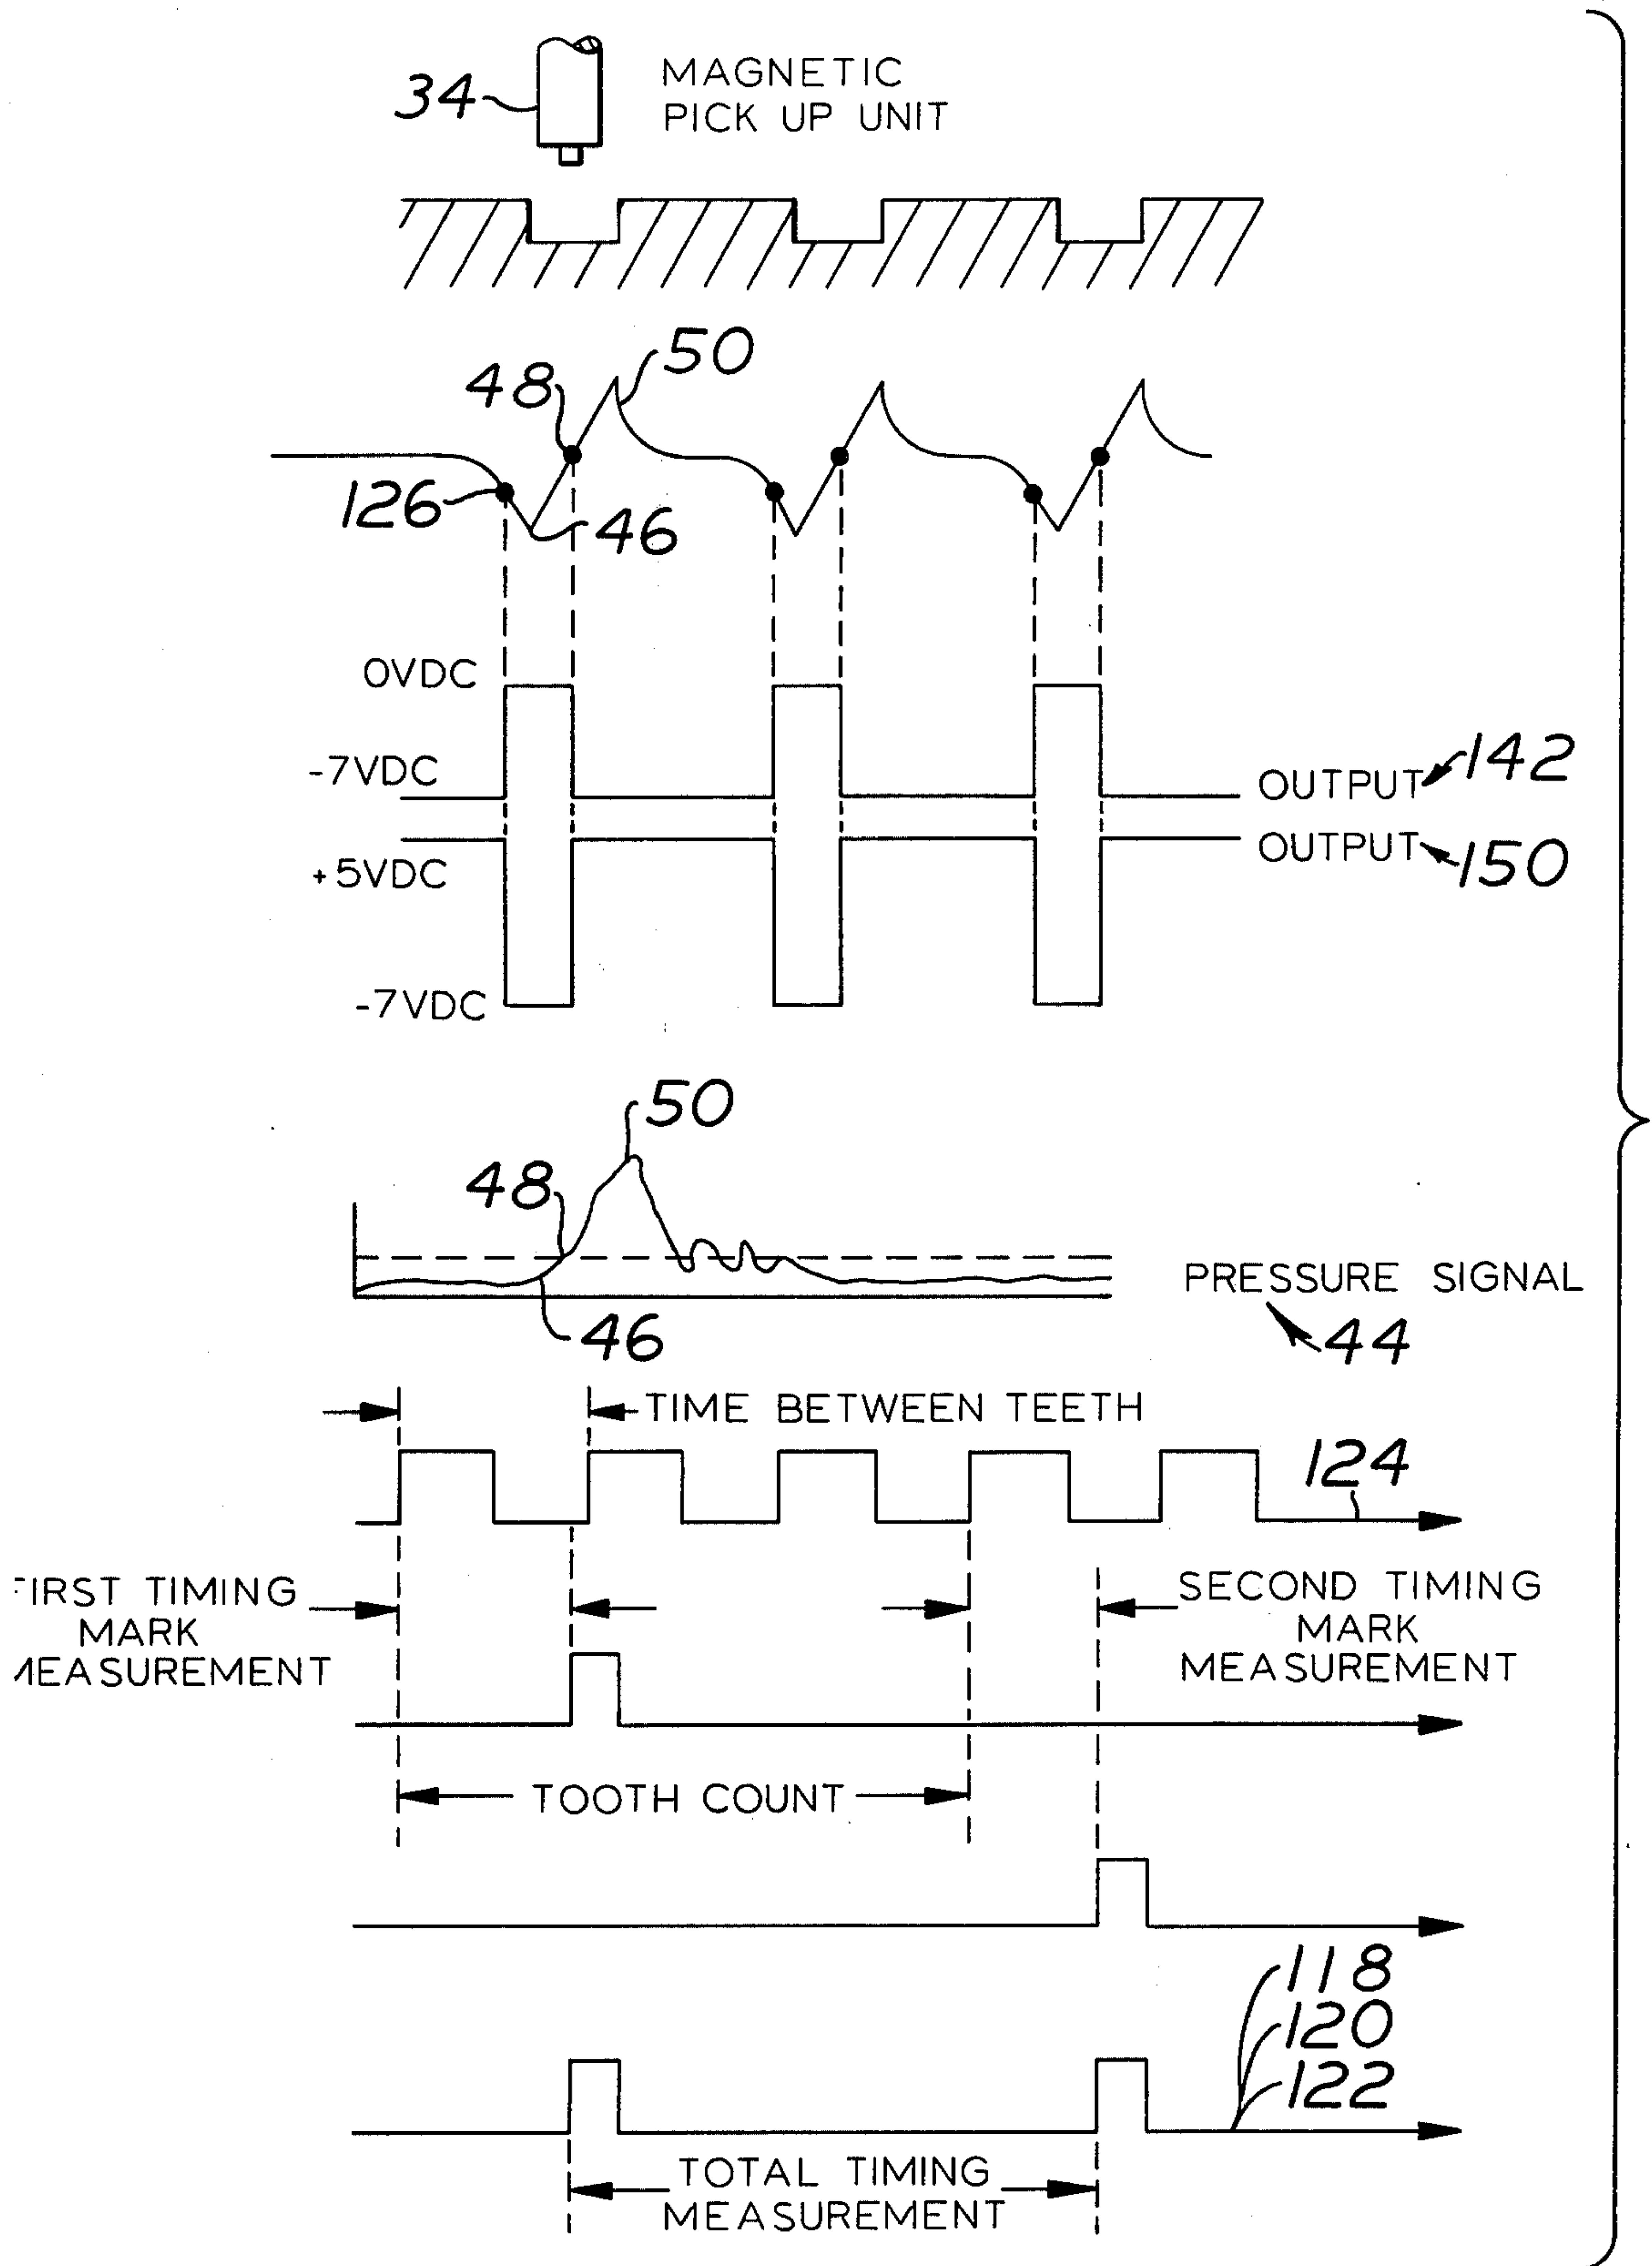 34
MAGNETIC
PICK UP UNIT
50
48
126
46
0VDC
-7VDC
OUTPUT 142
+5VDC
OUTPUT 150
-7VDC
50
48
46
PRESSURE SIGNAL
44
TIME BETWEEN TEETH
124
FIRST TIMING
MARK
MEASUREMENT
SECOND TIMING
MARK
MEASUREMENT
TOOTH COUNT
118
120
122
TOTAL TIMING
MEASUREMENT